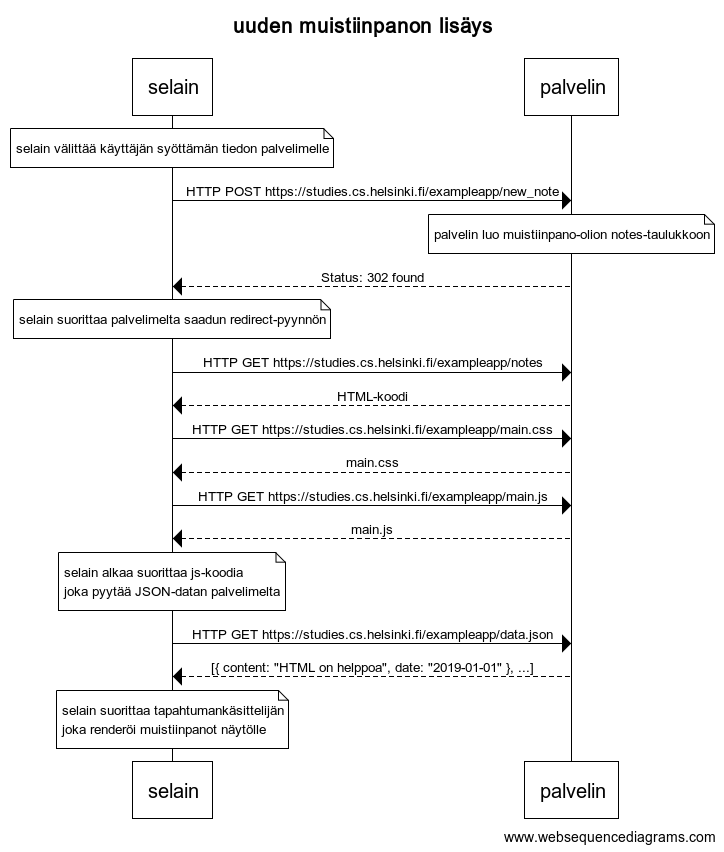 uuden muistiinpanon lisäys
selain
palvelin
selain välittää käyttäjän syöttämän tiedon palvelimelle
HTTP POST https://studies.cs.helsinki.fi/exampleapp/new_note
palvelin luo muistiinpano-olion notes-taulukkoon
Status: 302 found
selain suorittaa palvelimelta saadun redirect-pyynnön
HTTP GET https://studies.cs.helsinki.fi/exampleapp/notes
HTML-koodi
HTTP GET https://studies.cs.helsinki.fi/exampleapp/main.css
main.css
HTTP GET https://studies.cs.helsinki.fi/exampleapp/main.js
main.js
selain alkaa suorittaa js-koodia
joka pyytää JSON-datan palvelimelta
HTTP GET https://studies.cs.helsinki.fi/exampleapp/data.json
[{ content: "HTML on helppoa", date: "2019-01-01" }, ...]
selain suorittaa tapahtumankäsittelijän
joka renderöi muistiinpanot näytölle
selain
palvelin
www.websequencediagrams.com